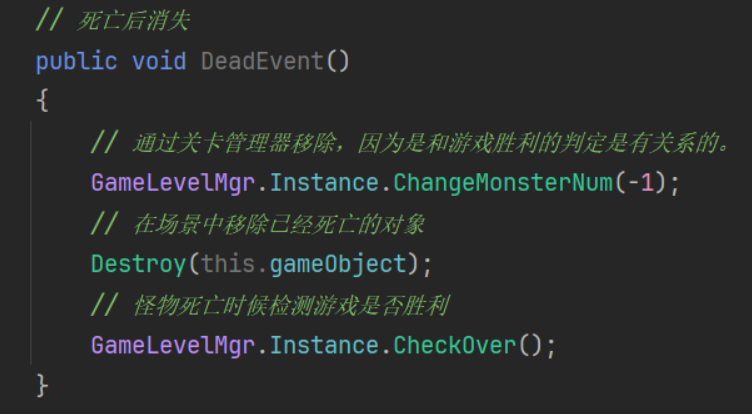 // 死亡后消失
public void DeadEvent()
{
// 通过关卡管理器移除，因为是和游戏胜利的判定是有关系的。
GameLevelMgr.Instance.ChangeMonsterNum(-1);
// 在场景中移除已经死亡的对象
Destroy(this.gameObject);
// 怪物死亡时候检测游戏是否胜利
GameLevelMgr.Instance.CheckOver();
}